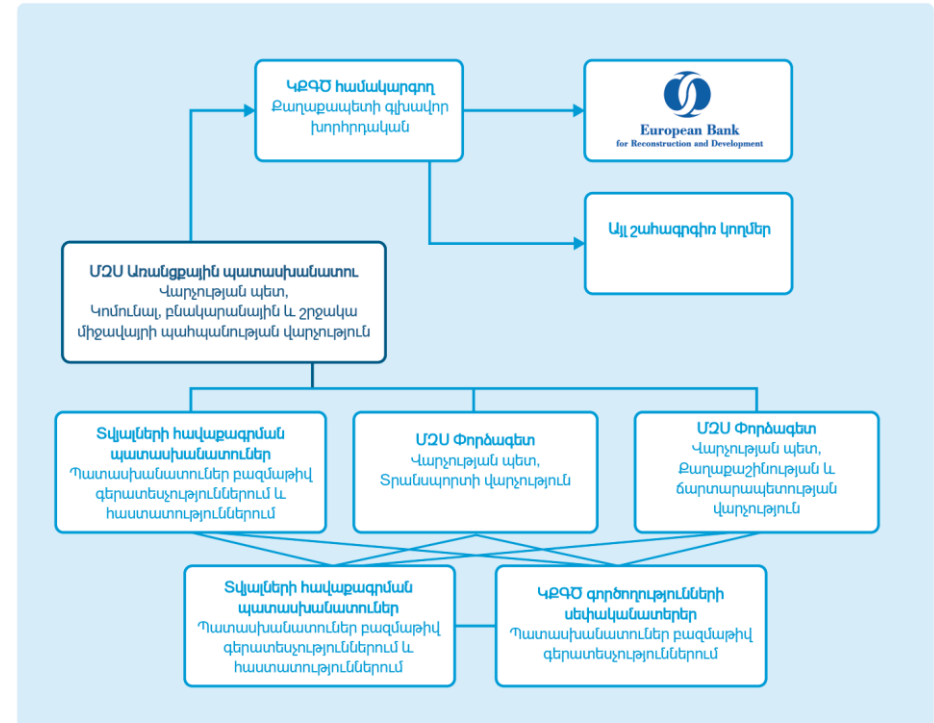 ԿՔԳԾ համակարգող
Քաղաքապետի գլխավոր
խորհրդական
European Bank
for Reconstruction and Development
Այլ շահագրգիռ կողմեր
ՄԶՍ Առանցքային պատասխանատու
Վարչության պետ,
Կոմունալ, բնակարանային և շրջակա
միջավայրի պահպանության վարչություն
Տվյալների հավաքագրման
պատասխանատուներ
Պատասխանատուներ բազմաթիվ
գերատեսչություններում և
հաստատություններում
ՄԶՍ Փորձագետ
Վարչության պետ,
Տրանսպորտի վարչություն
ՄԶՍ Փորձագետ
Վարչության պետ,
Քաղաքաշինության և
ճարտարապետության
վարչություն
Տվյալների հավաքագրման
պատասխանատուներ
Պատասխանատուներ բազմաթիվ
գերատեսչություններում և
հաստատություններում
ԿՔԳԾ գործողությունների
սեփականատերեր
Պատասխանատուներ բազմաթիվ
գերատեսչություններում